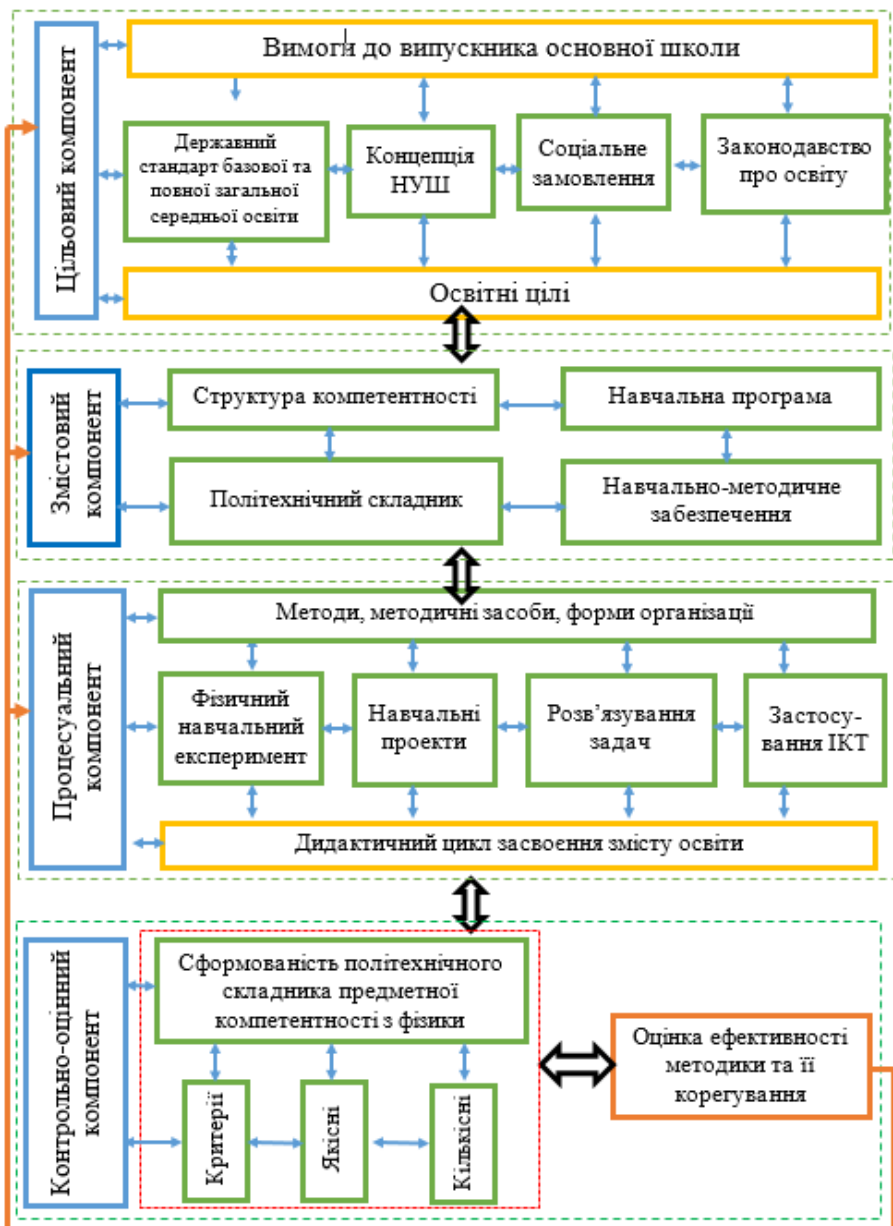 Цільовий компонент
Вимоги до випускника основної школи
Державний
стандарт базової та
повної загальної
середньої освіти
Концепція
НУШ
Соціальне
замовлення
Законодавство
про освіту
Освітні цілі
Змістовий
компонент
Структура компетентності
Навчальна програма
Політехнічний складник
Навчально-методичне
забезпечення
Процесуальний
компонент
Методи, методичні засоби, форми організації
Фізичний
навчальний
експеримент
Навчальні
проекти
Розв’язування
задач
Застосу-
вання ІКТ
Дидактичний цикл засвоєння змісту освіти
Контрольно-оцінний
компонент
Сформованість політехнічного
складника предметної
компетентності з фізики
Критерії
Якісні
Кількісні
Оцінка ефективності
методики та її
корегування